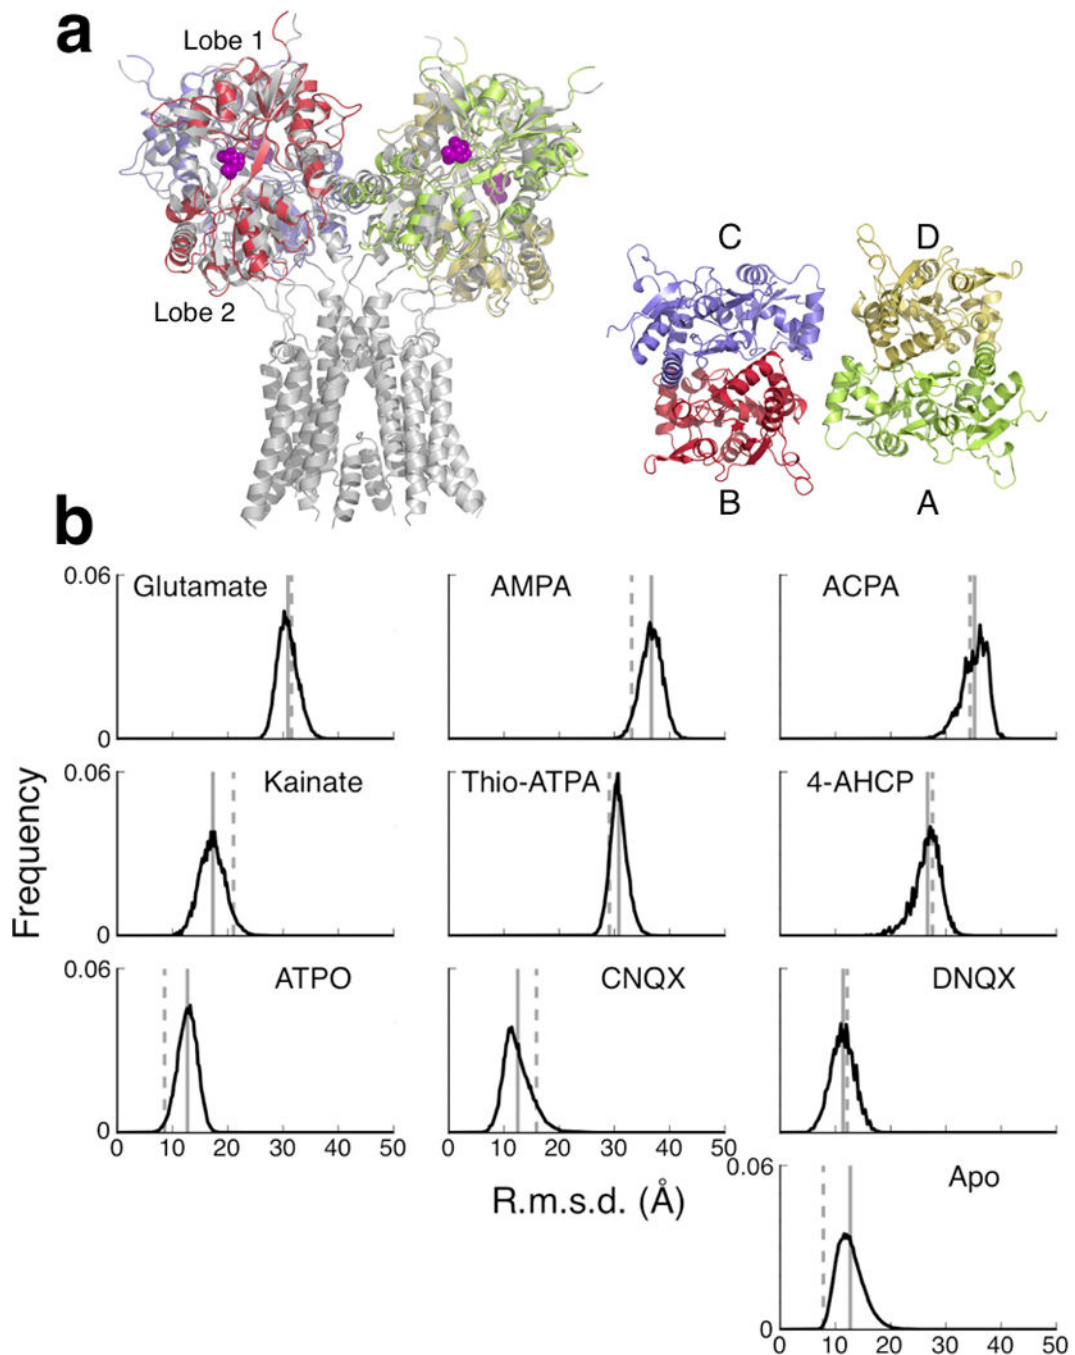 a
Lobe 1
Lobe 2
C D
B A
b
Frequency
0.06 Glutamate AMPA ACPA
0
0.06 Kainate Thio-ATPA 4-AHCP
0
0.06 ATPO CNQX DNQX
0
0 10 20 30 40 50 0 10 20 30 40 50
0.06 Apo
R.m.s.d. (Å)
0
0 10 20 30 40 50